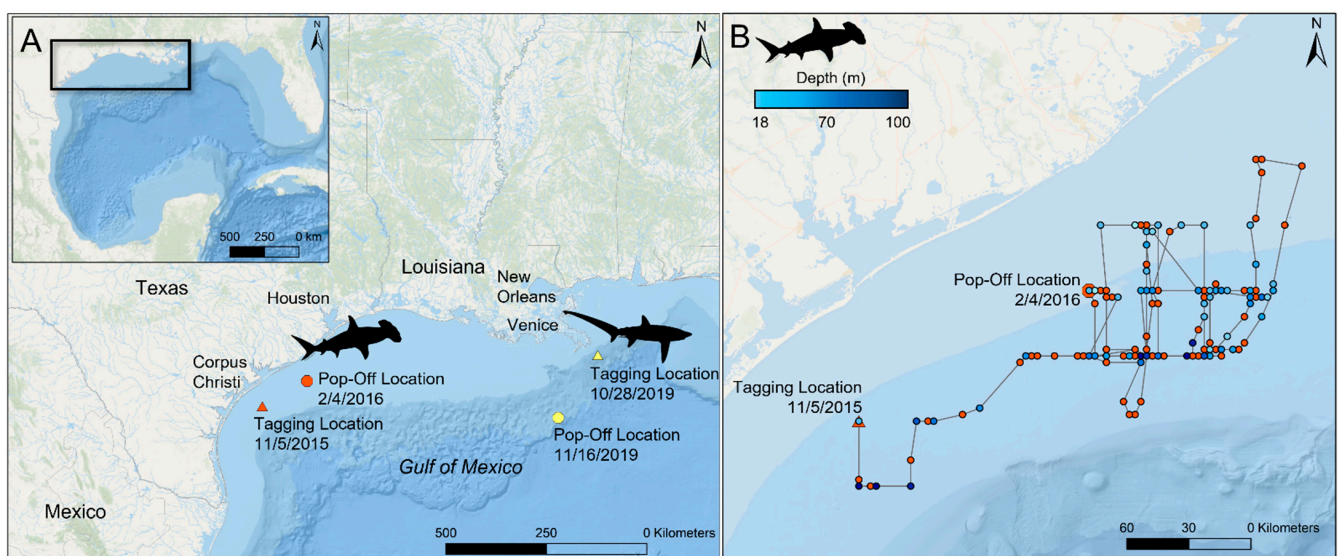 A
N
500 250 0 km
N
Texas
Houston
Louisiana
New
Orleans
Venice
Corpus
Christi
Pop-Off Location
2/4/2016
Tagging Location
11/5/2015
Tagging Location
10/28/2019
Pop-Off Location
11/16/2019
Gulf of Mexico
Mexico
500 250 0 Kilometers
B
Depth (m)
18 70 100
N
Pop-Off Location
2/4/2016
Tagging Location
11/5/2015
60 30 0 Kilometers